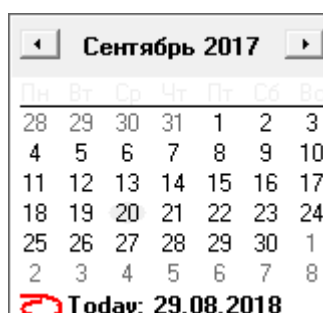 Сентябрь 2017
Пн Вт Ср Чт Пт Сб Вс
28 29 30 31 1 2 3
4 5 6 7 8 9 10
11 12 13 14 15 16 17
18 19 20 21 22 23 24
25 26 27 28 29 30 1
2 3 4 5 6 7 8
Today: 29.08.2018